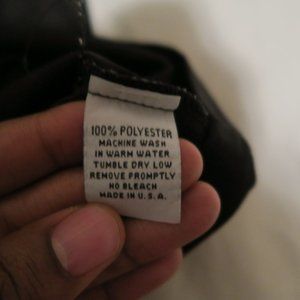 100% POLYESTER
MACHINE WASH
IN WARM WATER
TUMBLE DRY LOW
REMOVE PROMPTLY
NO BLEACH
MADE IN U.S.A.